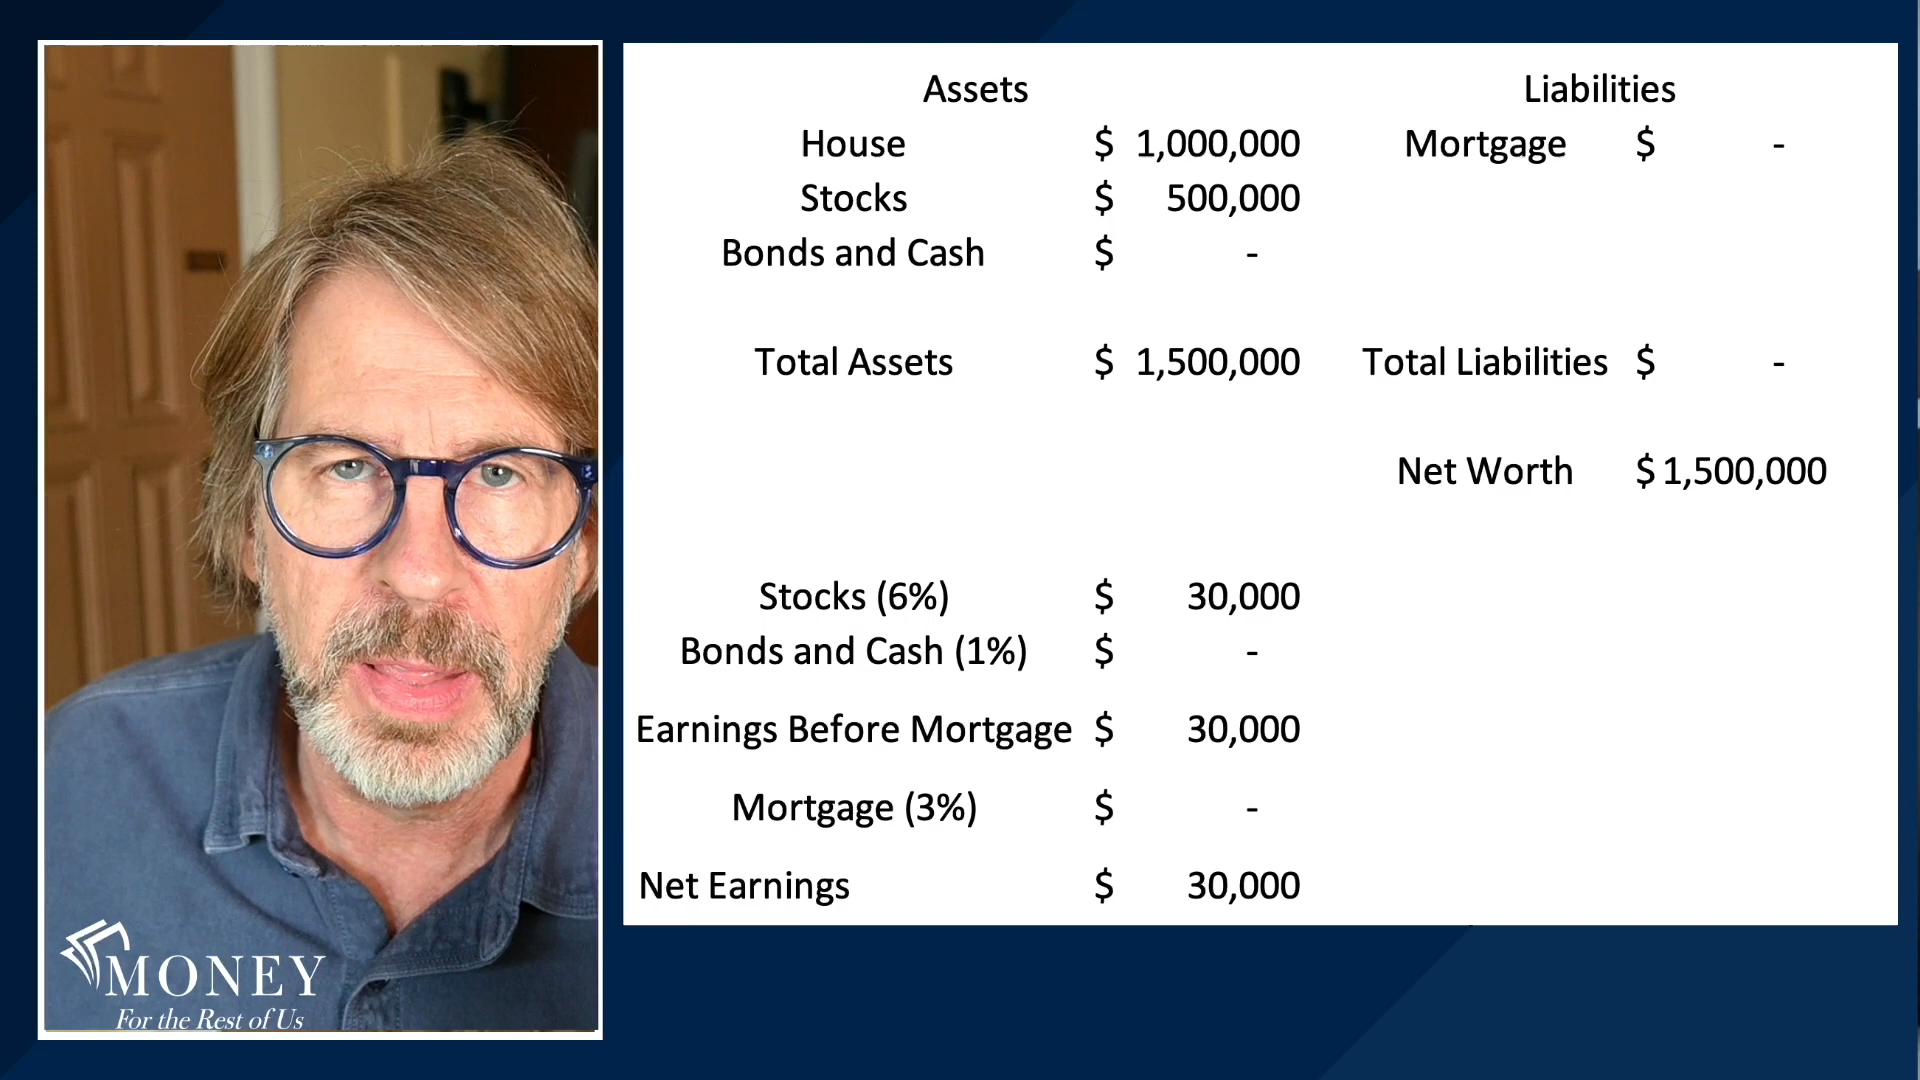 Assets Liabilities
House $ 1,000,000 Mortgage $ -
Stocks $ 500,000
Bonds and Cash $ -
Total Assets $ 1,500,000 Total Liabilities $ -
Net Worth $ 1,500,000
Stocks (6%) $ 30,000
Bonds and Cash (1%) $ -
Earnings Before Mortgage $ 30,000
Mortgage (3%) $ -
Net Earnings $ 30,000
MONEY
For the Rest of Us